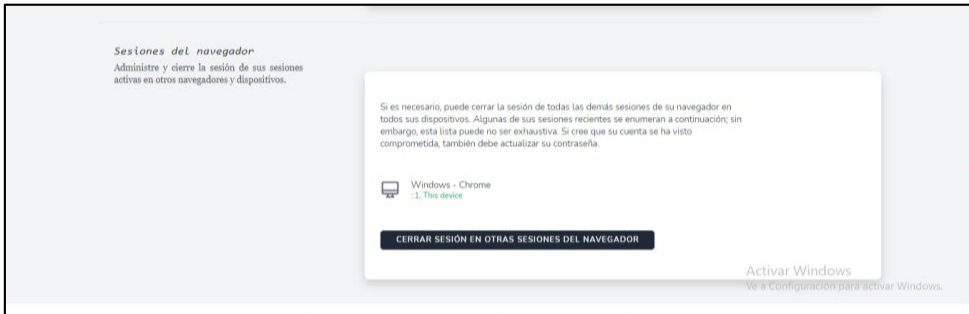 Sesiones del navegador
Administre y cierre la sesión de sus sesiones
activas en otros navegadores y dispositivos.
Si es necesario, puede cerrar la sesión de todas las demás sesiones de su navegador en
todos sus dispositivos. Algunas de sus sesiones recientes se enumeran a continuación; sin
embargo, esta lista puede no ser exhaustiva. Si cree que su cuenta se ha visto
comprometida, también debe actualizar su contraseña.
Windows - Chrome
::1, This device
CERRAR SESIÓN EN OTRAS SESIONES DEL NAVEGADOR
Activar Windows
Ve a Configuración para activar Windows.